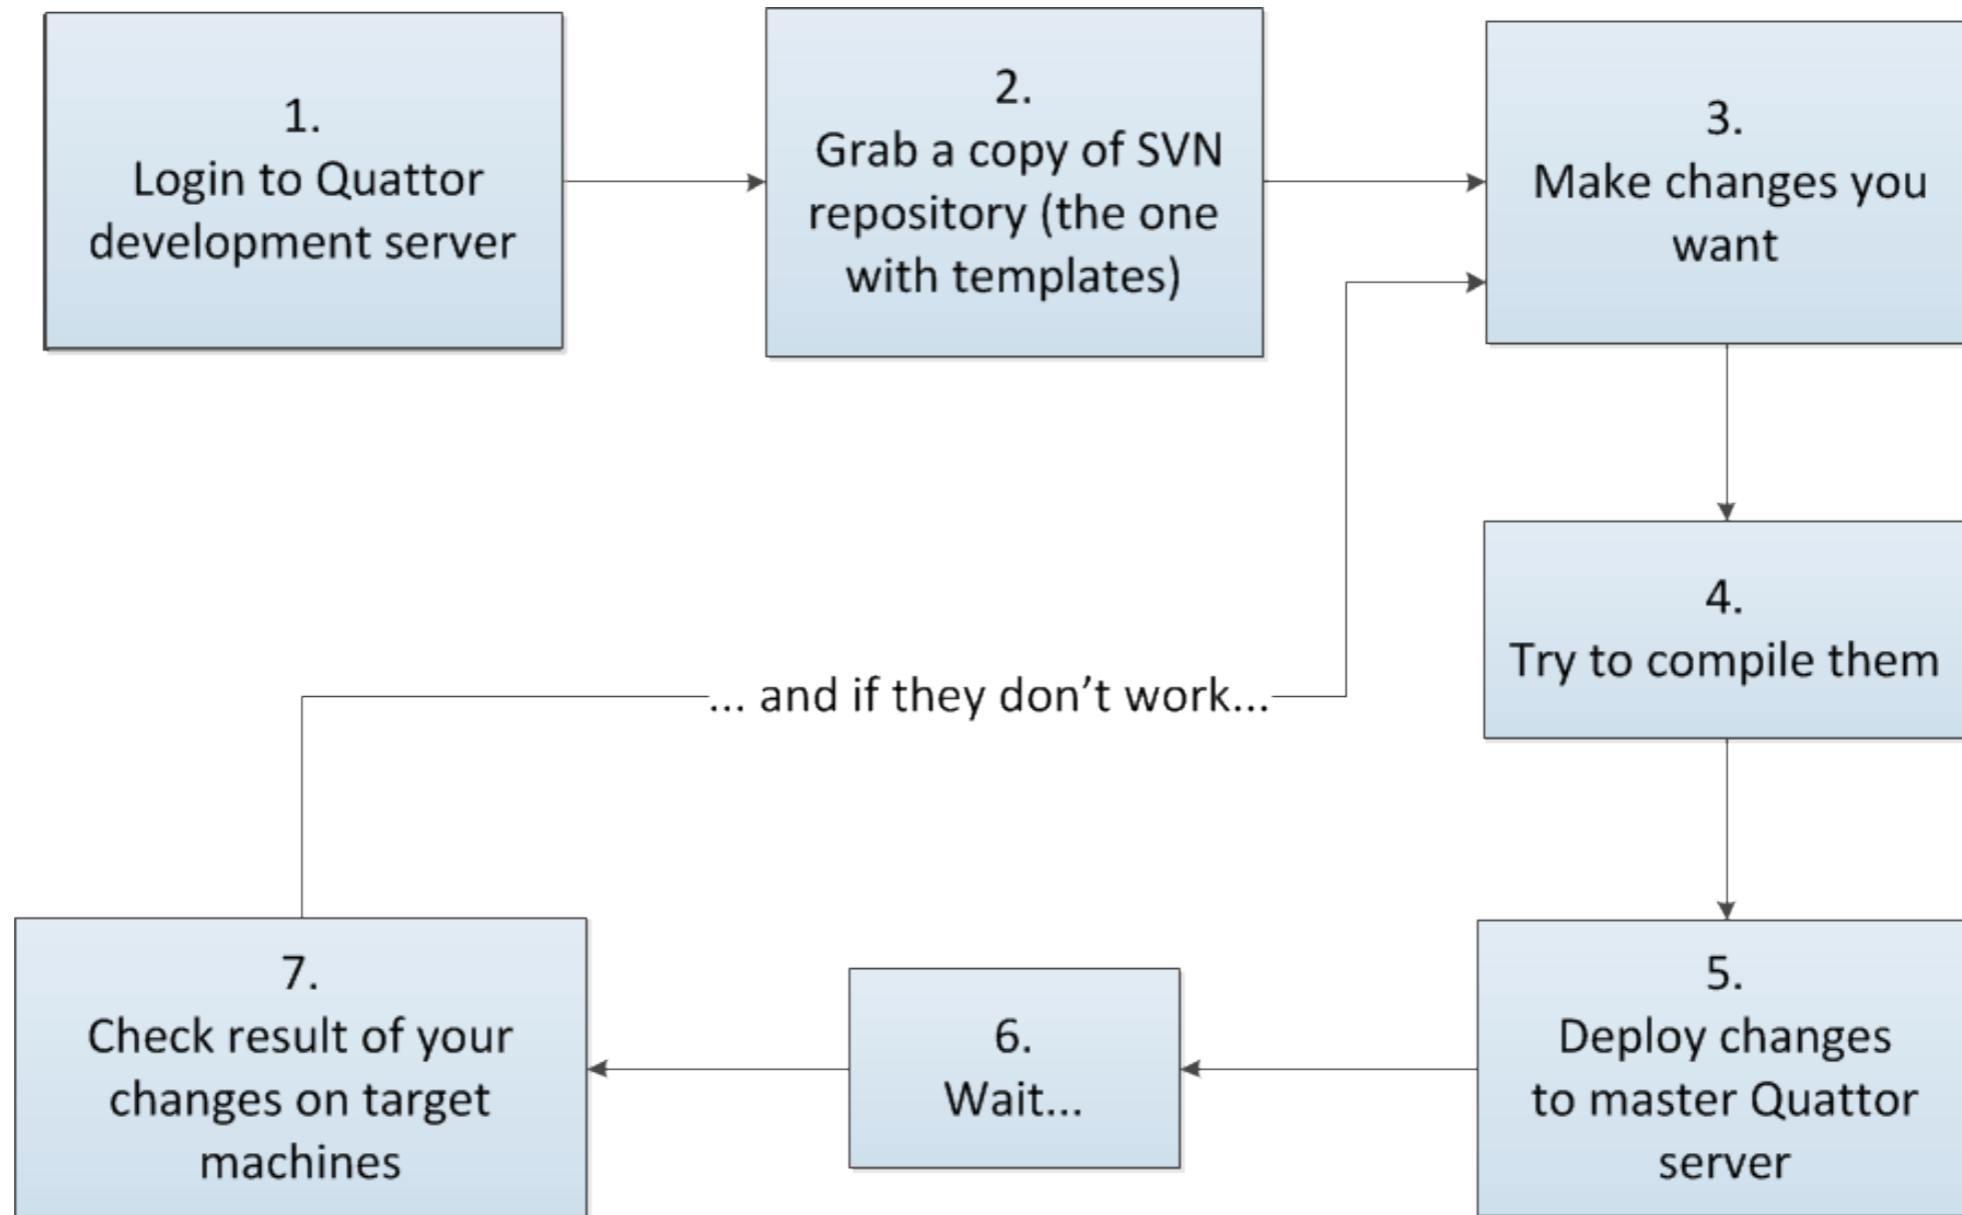 1.
Login to Quattor
development server
2.
Grab a copy of SVN
repository (the one
with templates)
3.
Make changes you
want
4.
Try to compile them
... and if they don’t work...
5.
Deploy changes
to master Quattor
server
6.
Wait...
7.
Check result of your
changes on target
machines